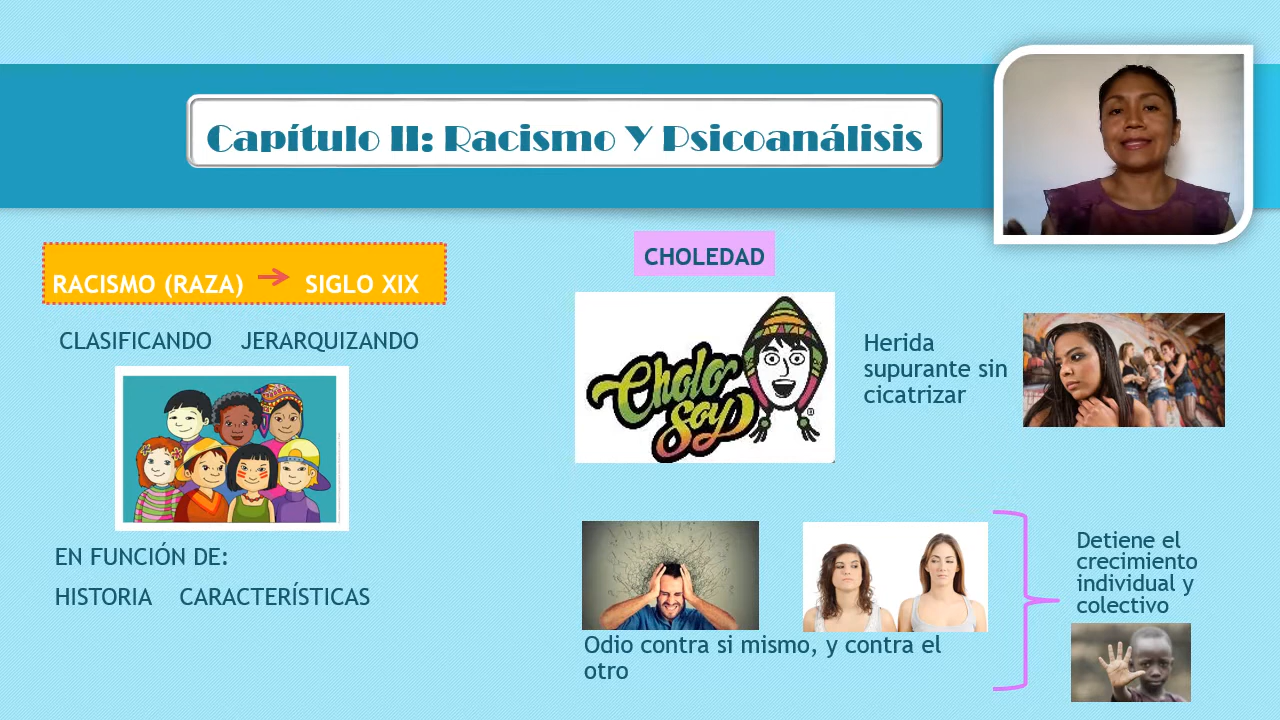 Capítulo II: Racismo Y Psicoanálisis
RACISMO (RAZA) SIGLO XIX
CLASIFICANDO JERARQUIZANDO
EN FUNCIÓN DE:
HISTORIA CARACTERÍSTICAS
CHOLEDAD
Cholo
Soy
®
Herida
supurante sin
cicatrizar
Odio contra si mismo, y contra el
otro
Detiene el
crecimiento
individual y
colectivo